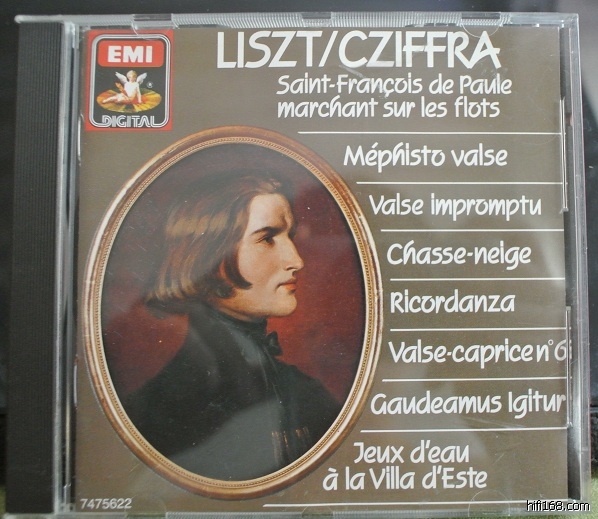 EMI
DIGITAL
LISZT/CZIFFRA
Saint-François de Paule
marchant sur les flots
Méphisto valse
Valse impromptu
Chasse-neige
Ricordanza
Valse-caprice n°6
Gaudeamus Igitur
Jeux d'eau
à la Villa d'Este
7475622
hifi168.com